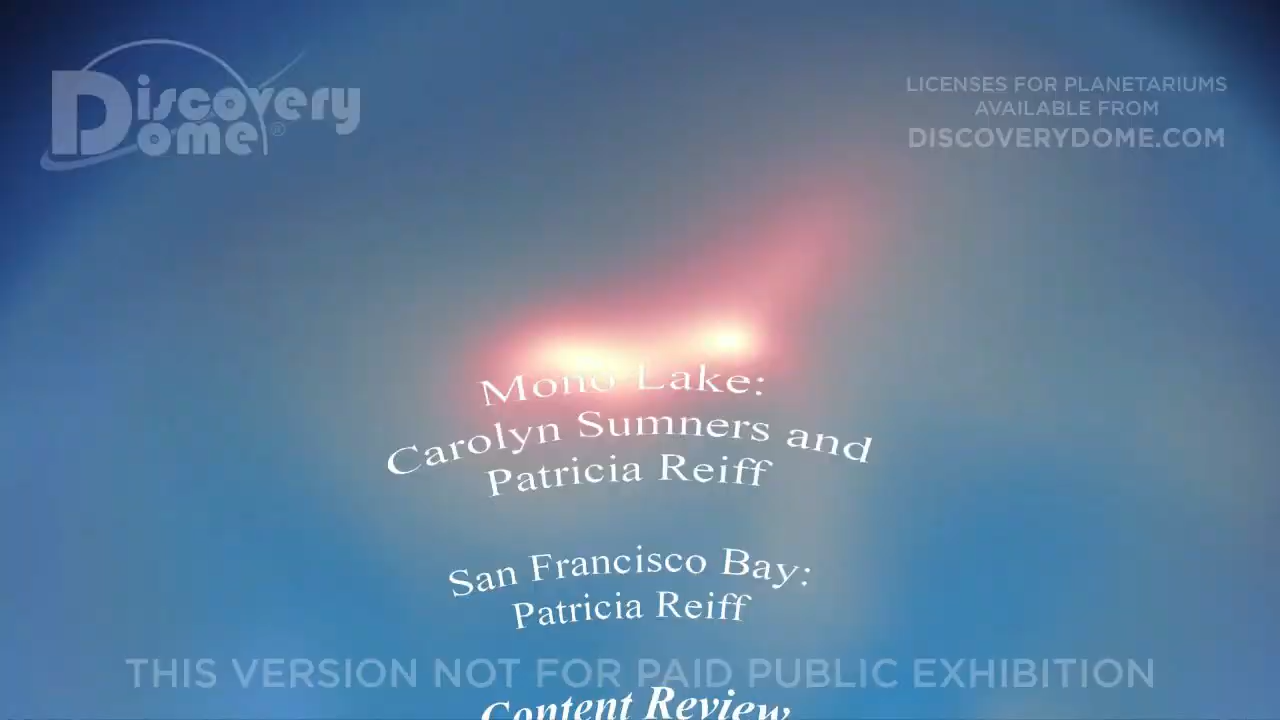 Discovery
Dome®
LICENSES FOR PLANETARIUMS
AVAILABLE FROM
DISCOVERYDOME.COM
Mono Lake:
Carolyn Sumners and
Patricia Reiff
San Francisco Bay:
Patricia Reiff
THIS VERSION NOT FOR PAID PUBLIC EXHIBITION
Content Review